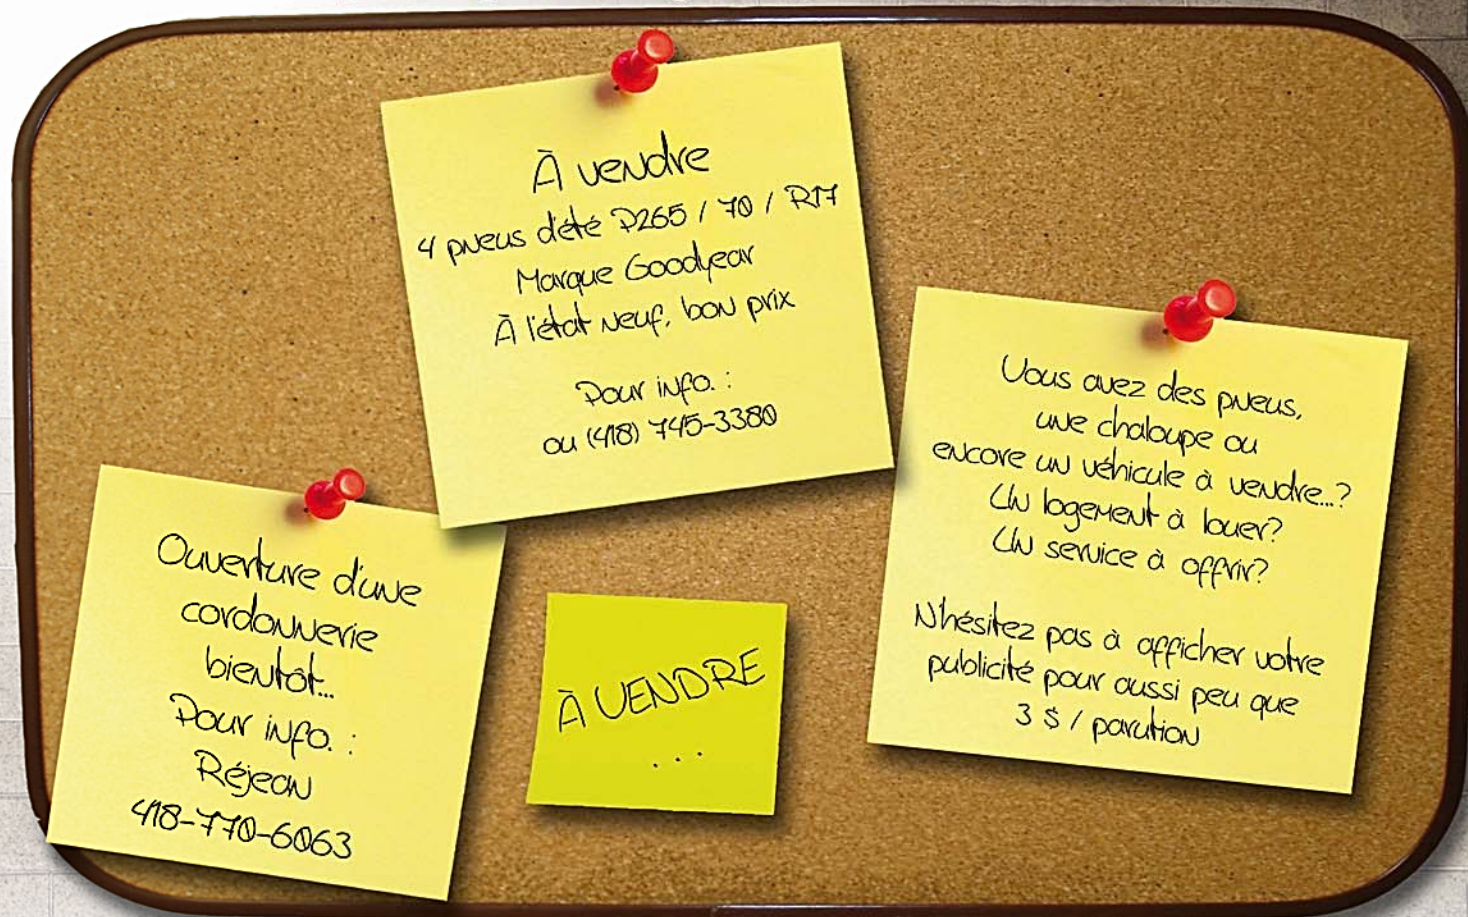 À vendre
4 pneus d'été P265 / 70 / R17
Marque Goodyear
À l'état neuf, bon prix
Pour info. :
ou (418) 745-3380
Vous avez des pneus,
une chaloupe ou
encore un véhicule à vendre...?
Un logement à louer?
Un service à offrir?
N'hésitez pas à afficher votre
publicité pour aussi peu que
3 $ / parution
Ouverture d'une
cordonnerie
bientôt...
Pour info. :
Réjean
418-770-6063
À VENDRE
...